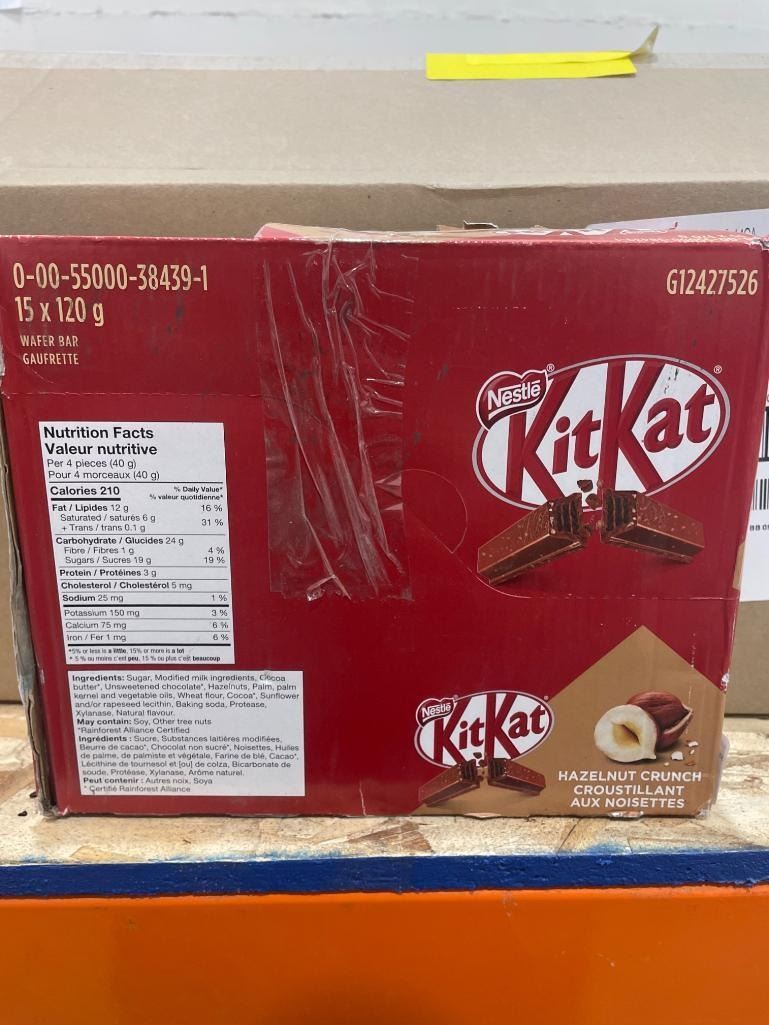 0-00-55000-38439-1
15 x 120 g
WAFER BAR
GAUFRETTE
G12427526
Nestlé
KitKat
Nutrition Facts
Valeur nutritive
Per 4 pieces (40 g)
Pour 4 morceaux (40 g)
Calories 210
% Daily Value*
% valeur quotidienne*
Fat / Lipides 12 g 16 %
Saturated / saturés 6 g
+ Trans / trans 0.1 g 31 %
Carbohydrate / Glucides 24 g
Fibre / Fibres 1 g 4 %
Sugars / Sucres 19 g 19 %
Protein / Protéines 3 g
Cholesterol / Cholestérol 5 mg
Sodium 25 mg 1 %
Potassium 150 mg 3 %
Calcium 75 mg 6 %
Iron / Fer 1 mg 6 %
*5% or less is a little, 15% or more is a lot
* 5 % ou moins c'est peu, 15 % ou plus c'est beaucoup
Ingredients: Sugar, Modified milk ingredients, Cocoa
butter*, Unsweetened chocolate*, Hazelnuts, Palm, palm
kernel and vegetable oils, Wheat flour, Cocoa*, Sunflower
and/or rapeseed lecithin, Baking soda, Protease,
Xylanase, Natural flavour.
May contain: Soy, Other tree nuts
*Rainforest Alliance Certified
Ingrédients : Sucre, Substances laitières modifiées,
Beurre de cacao*, Chocolat non sucré*, Noisettes, Huiles
de palme, de palmiste et végétale, Farine de blé, Cacao*,
Lécithine de tournesol et [ou] de colza, Bicarbonate de
soude, Protéase, Xylanase, Arôme naturel.
Peut contenir : Autres noix, Soya
* Certifié Rainforest Alliance
Nestlé
KitKat
HAZELNUT CRUNCH
CROUSTILLANT
AUX NOISETTES